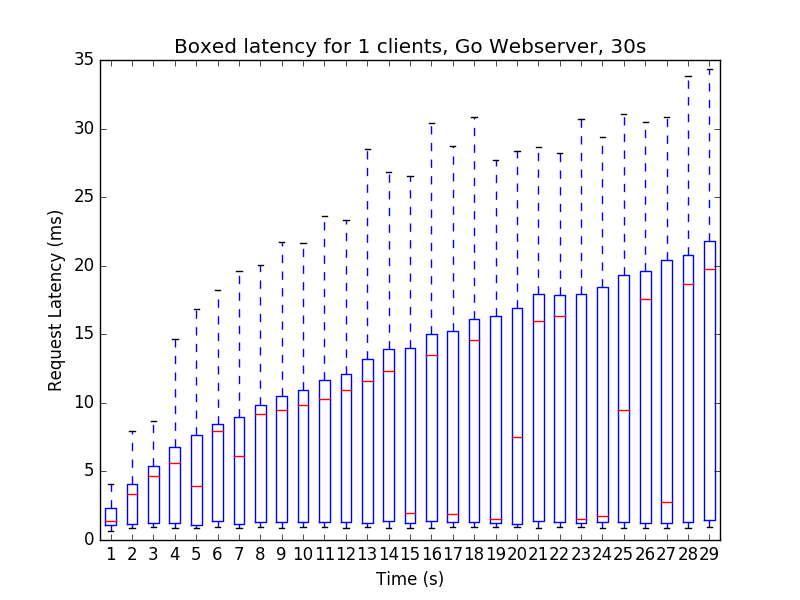 Boxed latency for 1 clients, Go Webserver, 30s
35
30
25
20
15
10
5
0
Request Latency (ms)
1 2 3 4 5 6 7 8 9 10 11 12 13 14 15 16 17 18 19 20 21 22 23 24 25 26 27 28 29
Time (s)